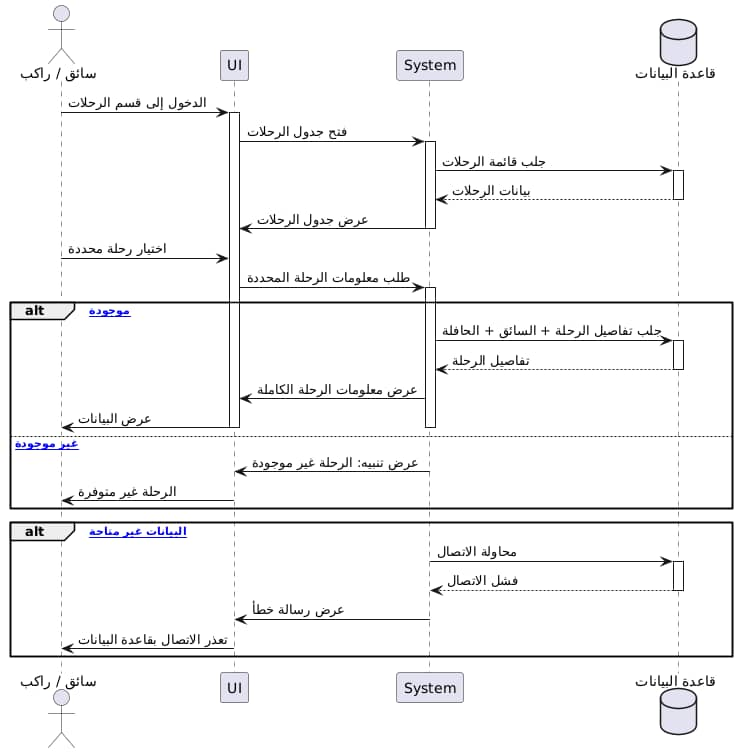 سائق / راكب
UI
System
قاعدة البيانات
الدخول إلى قسم الرحلات
فتح جدول الرحلات
جلب قائمة الرحلات
بيانات الرحلات
عرض جدول الرحلات
اختيار رحلة محددة
طلب معلومات الرحلة المحددة
alt
موجودة
جلب تفاصيل الرحلة + السائق + الحافلة
تفاصيل الرحلة
عرض معلومات الرحلة الكاملة
عرض البيانات
غير موجودة
عرض تنبيه: الرحلة غير موجودة
الرحلة غير متوفرة
alt
البيانات غير متاحة
محاولة الاتصال
فشل الاتصال
عرض رسالة خطأ
تعذر الاتصال بقاعدة البيانات
سائق / راكب
UI
System
قاعدة البيانات